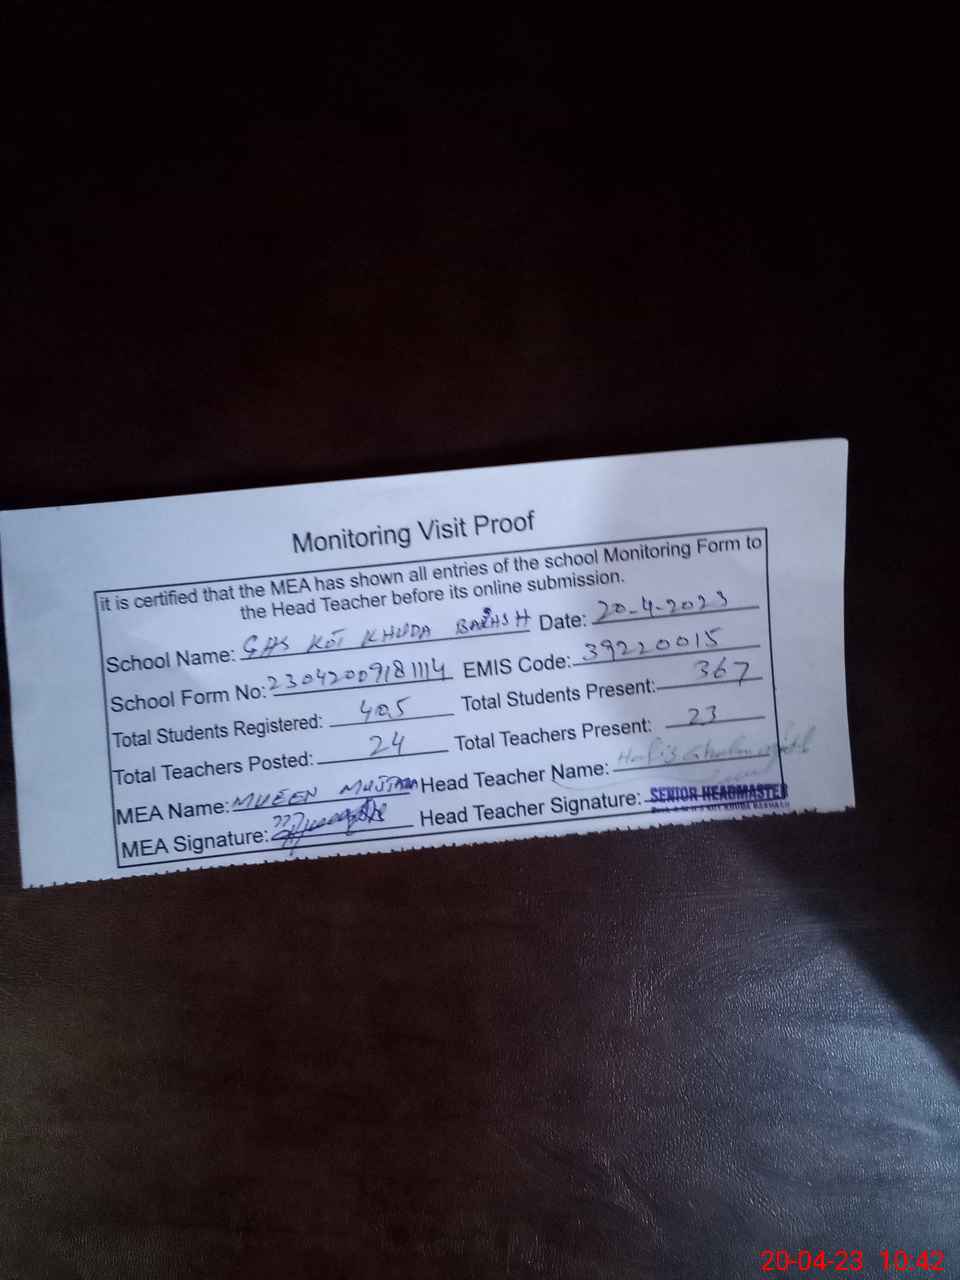 Monitoring Visit Proof
it is certified that the MEA has shown all entries of the school Monitoring Form to
the Head Teacher before its online submission.
School Name: GHS KOT KHUDA BAKHSH Date: 20-4-2023
School Form No: 23042009181114 EMIS Code: 39220015
Total Students Registered: 405 Total Students Present: 367
Total Teachers Posted: 24 Total Teachers Present: 23
MEA Name: MUEEN Head Teacher Name: Hafiz
MEA Signature: Head Teacher Signature: SENIOR HEADMASTER
20-04-23 10:42